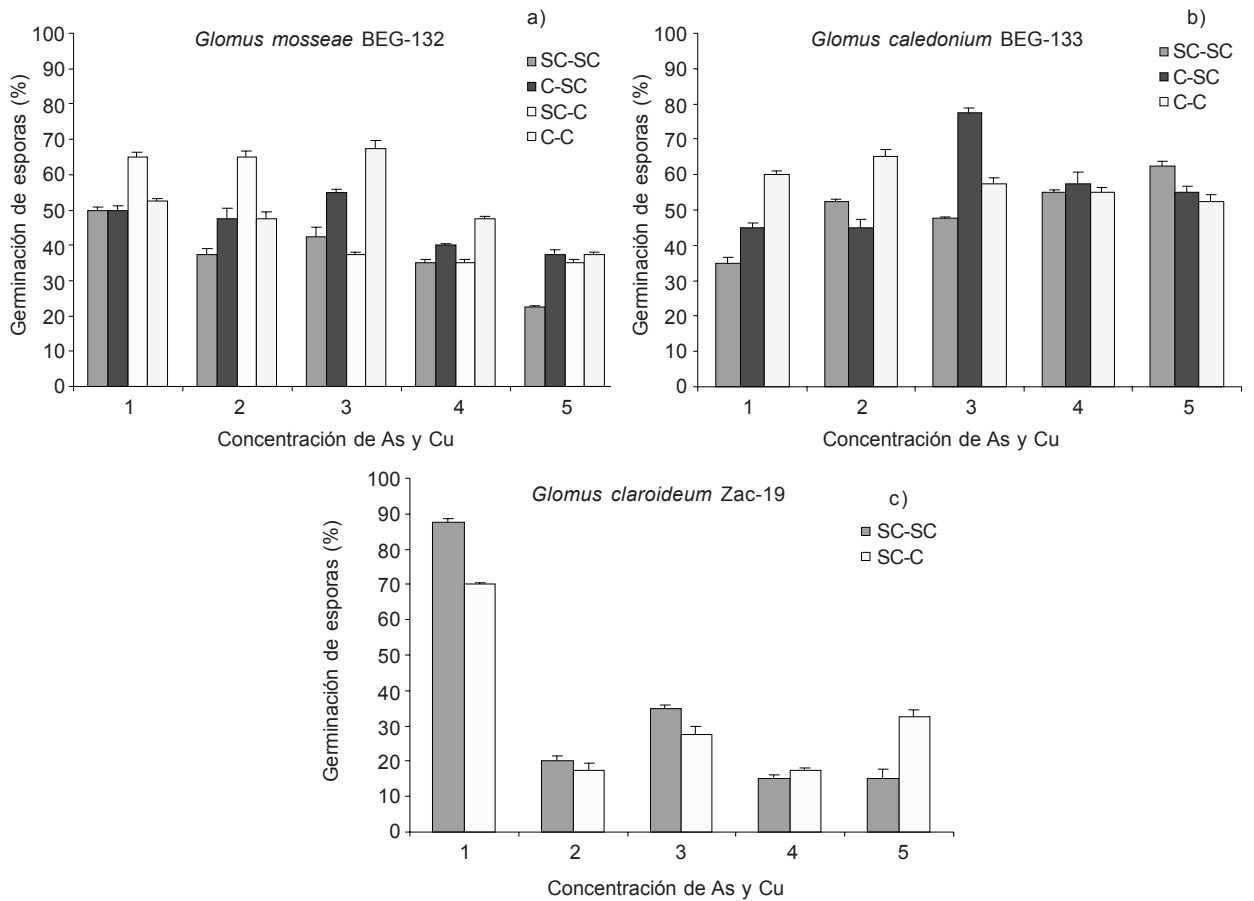 a)
Glomus mosseae BEG-132
SC-SC
C-SC
SC-C
C-C
Germinación de esporas (%)
100
90
80
70
60
50
40
30
20
10
0
1 2 3 4 5
Concentración de As y Cu
b)
Glomus caledonium BEG-133
SC-SC
C-SC
C-C
Germinación de esporas (%)
100
90
80
70
60
50
40
30
20
10
0
1 2 3 4 5
Concentración de As y Cu
c)
Glomus claroideum Zac-19
SC-SC
SC-C
Germinación de esporas (%)
100
90
80
70
60
50
40
30
20
10
0
1 2 3 4 5
Concentración de As y Cu